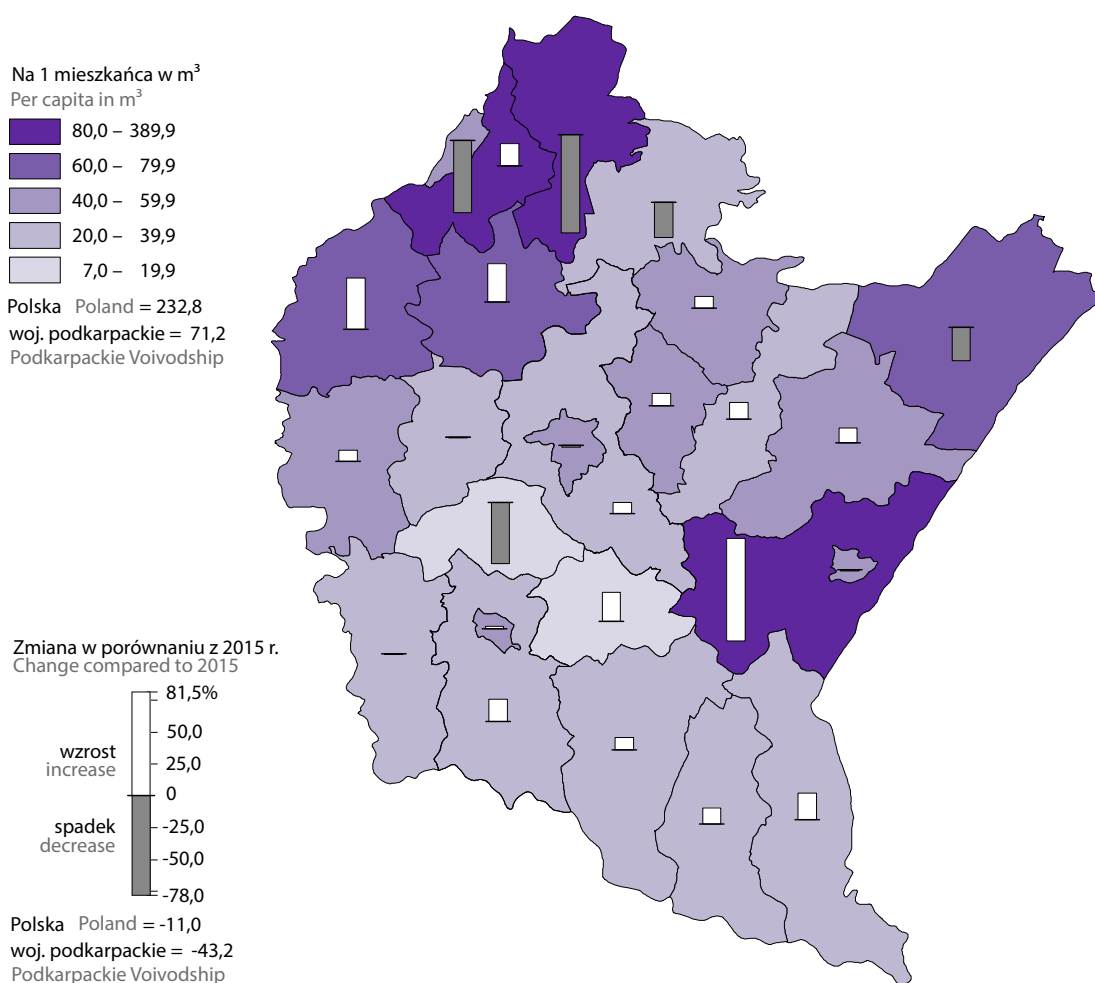 Na 1 mieszkańca w m³
Per capita in m³
80,0 – 389,9
60,0 – 79,9
40,0 – 59,9
20,0 – 39,9
7,0 – 19,9
Polska Poland = 232,8
woj. podkarpackie = 71,2
Podkarpackie Voivodship
Zmiana w porównaniu z 2015 r.
Change compared to 2015
81,5%
50,0
wzrost
increase
25,0
0
spadek
decrease
-25,0
-50,0
-78,0
Polska Poland = -11,0
woj. podkarpackie = -43,2
Podkarpackie Voivodship